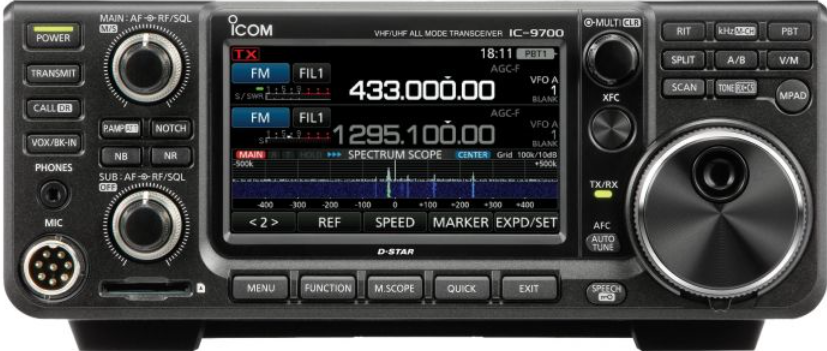 POWER
TRANSMIT
CALL DR
VOX/BK-IN
PHONES
MIC
MAIN : AF RF/SQL
M/S
P.AMP ATT
NOTCH
NB
NR
SUB : AF RF/SQL
OFF
ICOM
VHF/UHF ALL MODE TRANSCEIVER IC-9700
TX
18:11 PBT1
FM FIL1
AGC-F
S/SWR
433.000.00
VFO A
1
BLANK
FM FIL1
AGC-F
1295.100.00
VFO A
1
BLANK
MAIN
HOLD
SPECTRUM SCOPE CENTER Grid 100k/10dB
-500k
+500k
-400 -300 -200 -100 0 +100 +200 +300 +400
< 2 > REF SPEED MARKER EXPD/SET
D-STAR
MENU FUNCTION M.SCOPE QUICK EXIT
MULTI CLR
XFC
TX/RX
AFC
AUTO
TUNE
SPEECH
RIT kHz M-CH PBT
SPLIT A/B V/M
SCAN TONE RX-CS MPAD